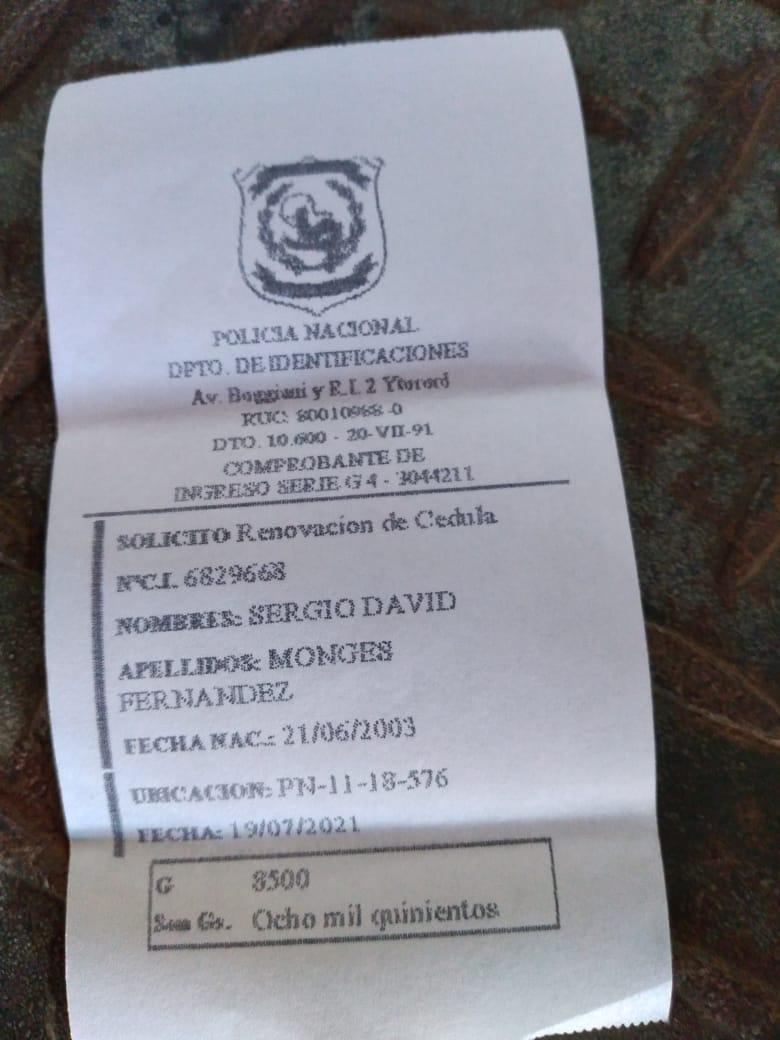 POLICIA NACIONAL
DPTO. DE IDENTIFICACIONES
Av. Boggiani y R.I. 2 Ytororó
RUC: 80010968-0
DTO. 10.600 - 20-VII-91
COMPROBANTE DE
INGRESO SERIE G 4 - 3044211
SOLICITO Renovacion de Cedula
NºC.I. 6829668
NOMBRES: SERGIO DAVID
APELLIDOS: MONGES
FERNANDEZ
FECHA NAC.: 21/06/2003
UBICACION: PN-11-18-576
FECHA: 19/07/2021
G 8500
Son Gs. Ocho mil quinientos